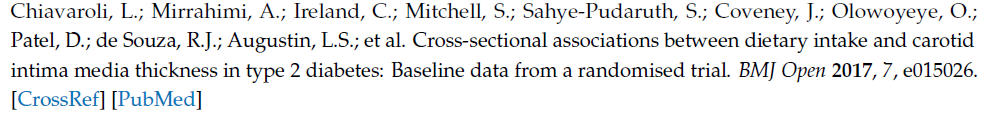 Chiavaroli, L.; Mirrahimi, A.; Ireland, C.; Mitchell, S.; Sahye-Pudaruth, S.; Coveney, J.; Olowoyeye, O.;
Patel, D.; de Souza, R.J.; Augustin, L.S.; et al. Cross-sectional associations between dietary intake and carotid
intima media thickness in type 2 diabetes: Baseline data from a randomised trial. BMJ Open 2017, 7, e015026.
[CrossRef] [PubMed]